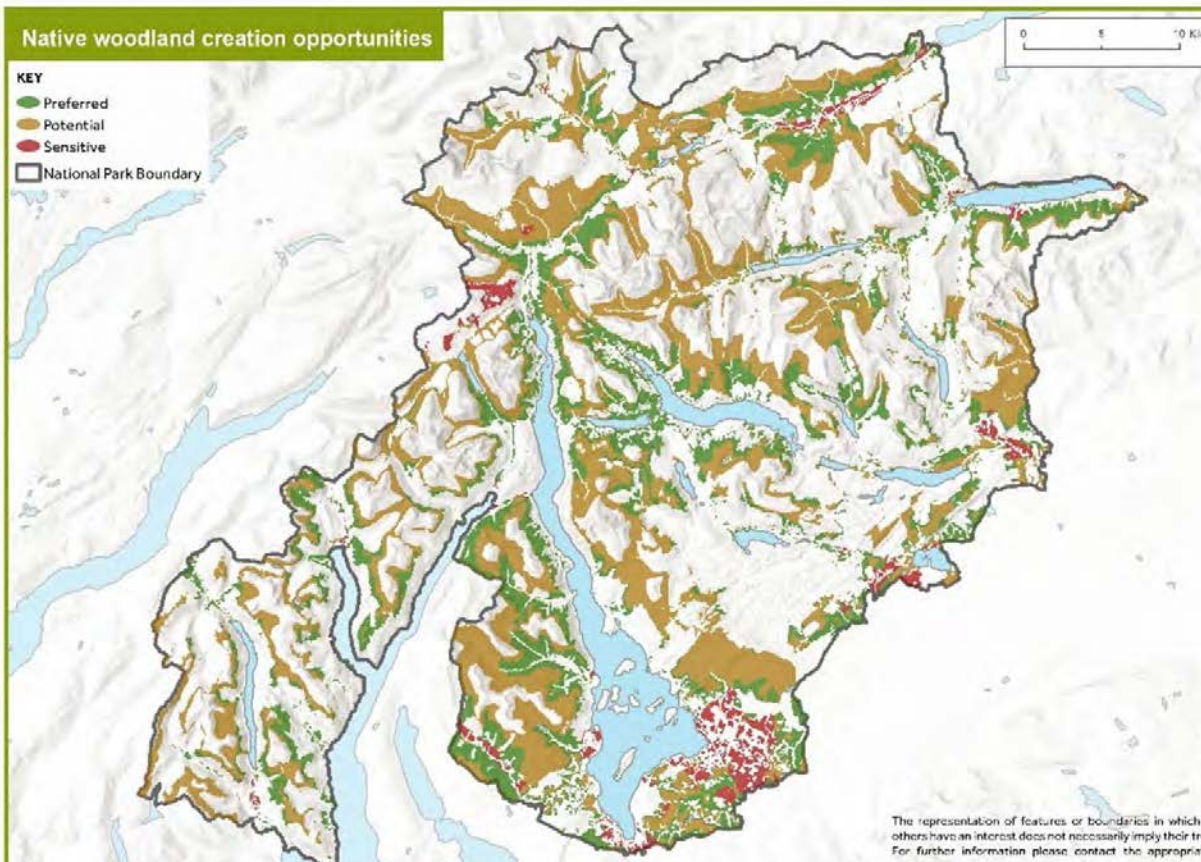 Native woodland creation opportunities
KEY
Preferred
Potential
Sensitive
National Park Boundary
0 5 10
The representation of features or boundaries in which
others have an interest does not necessarily imply their
For further information please contact the